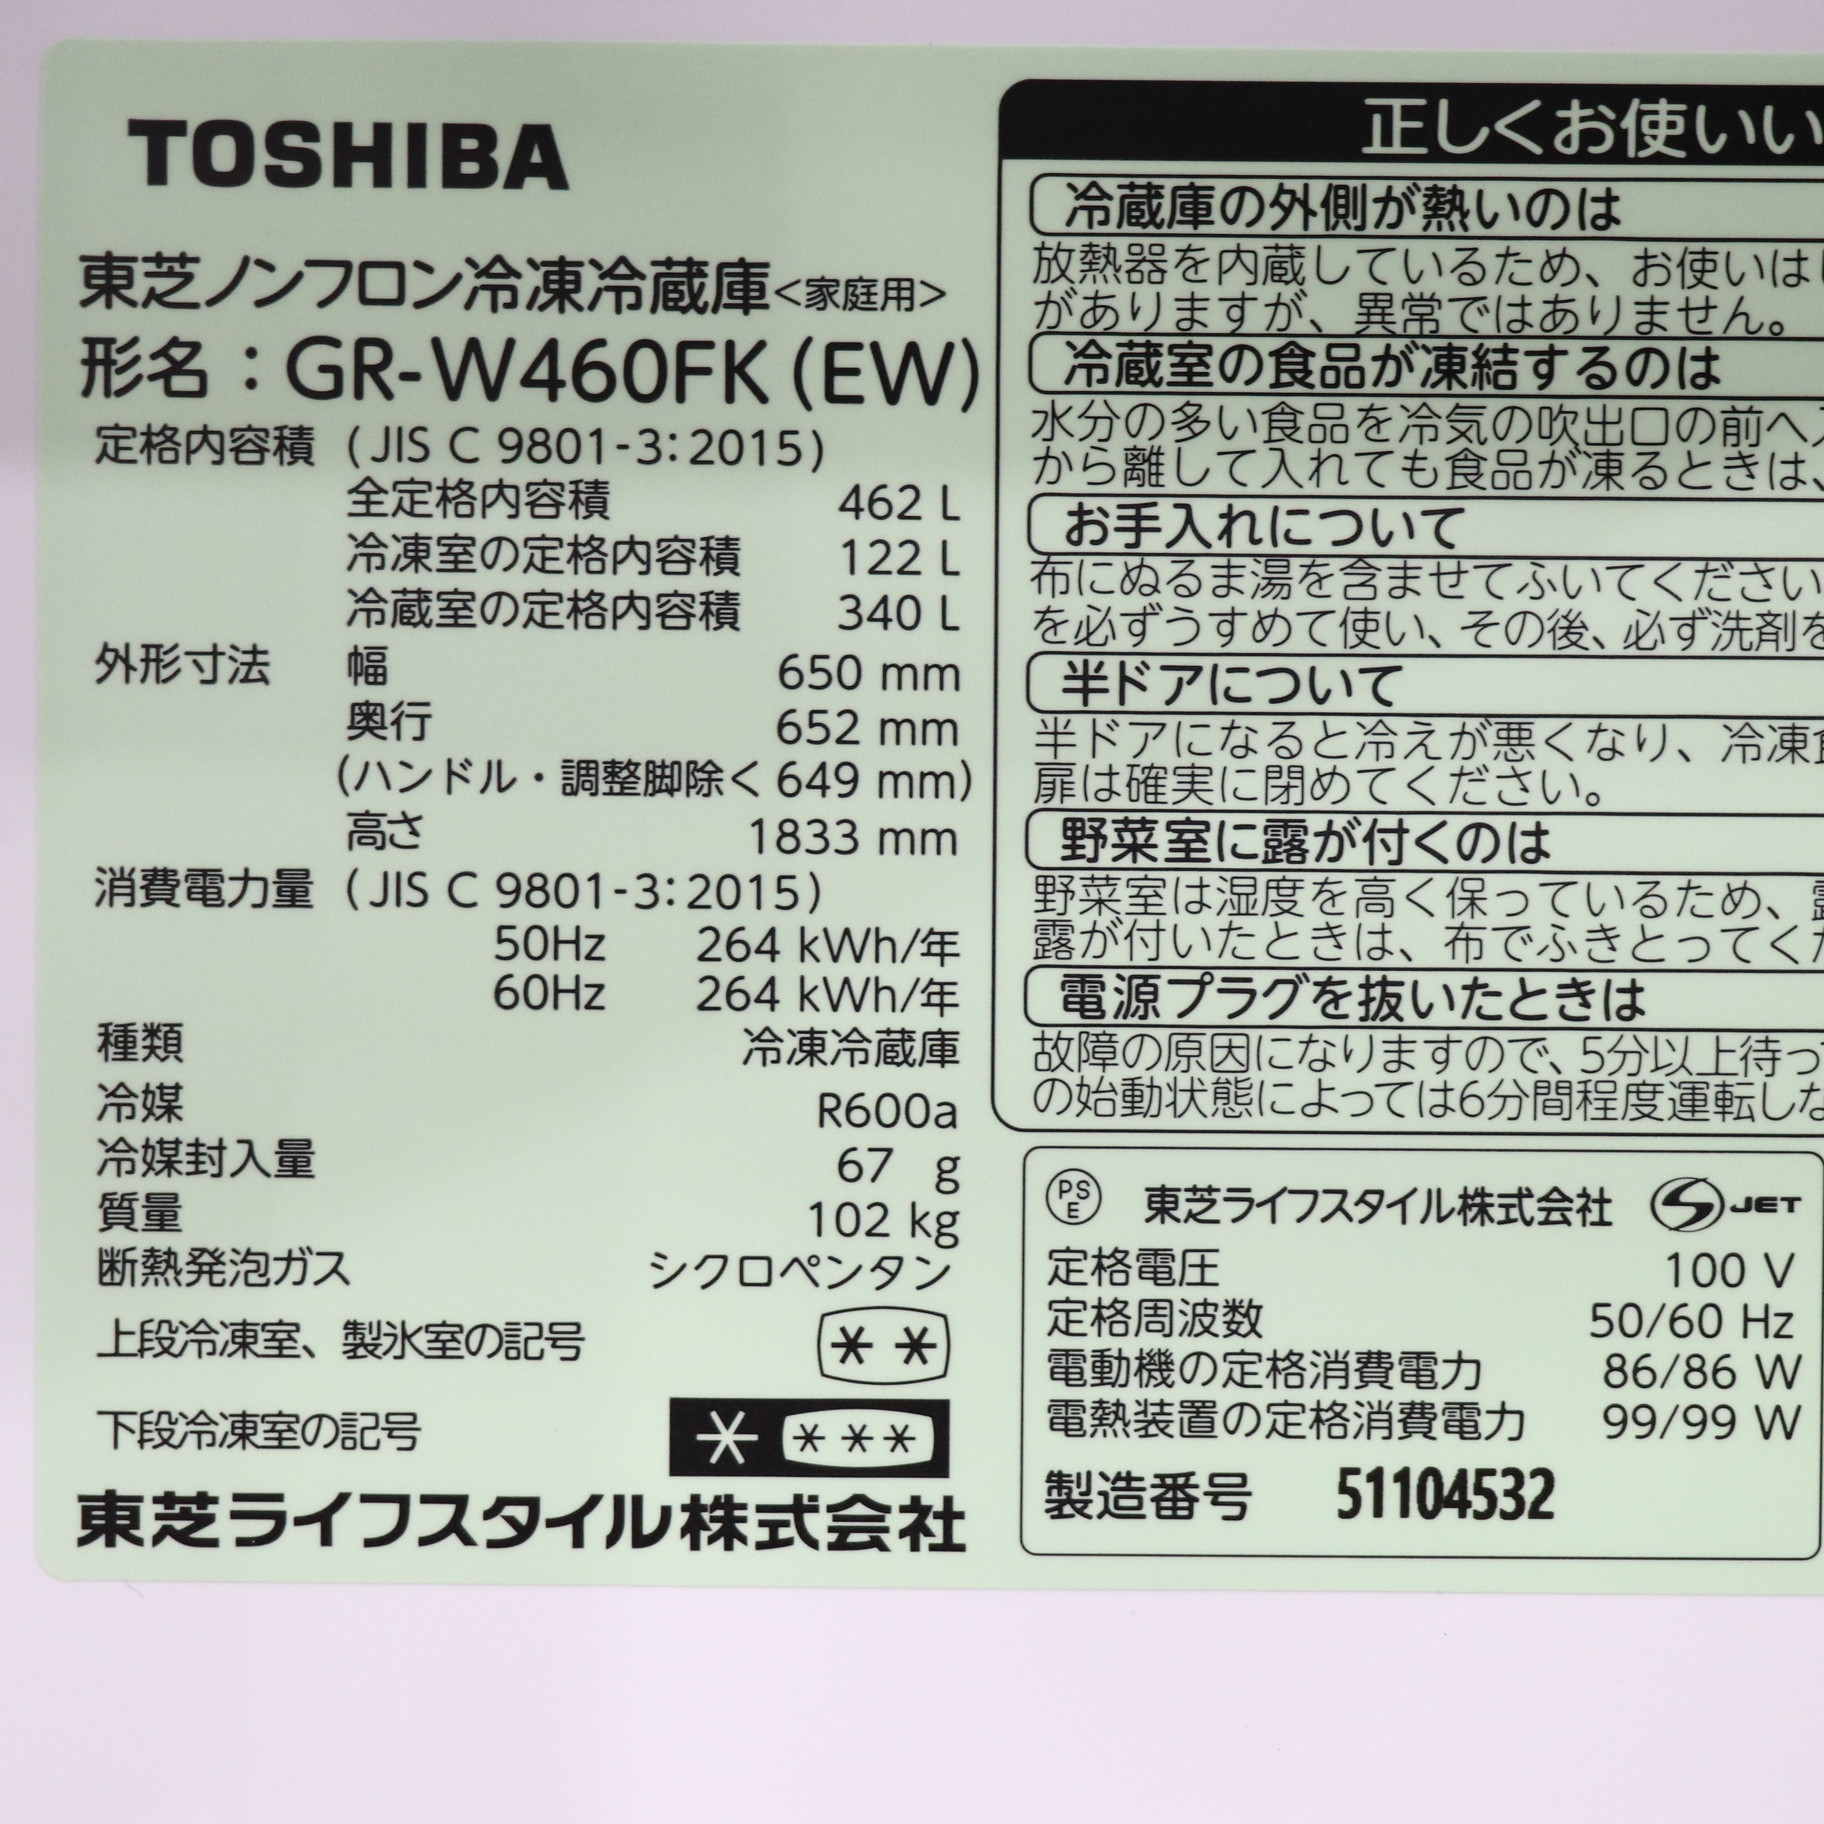 TOSHIBA
東芝ノンフロン冷凍冷蔵庫<家庭用>
形名：GR-W460FK(EW)
定格内容積 (JIS C 9801-3:2015)
全定格内容積 462 L
冷凍室の定格内容積 122 L
冷蔵室の定格内容積 340 L
外形寸法 幅 650 mm
奥行 652 mm
(ハンドル・調整脚除く 649 mm)
高さ 1833 mm
消費電力量 (JIS C 9801-3:2015)
50Hz 264 kWh/年
60Hz 264 kWh/年
種類 冷凍冷蔵庫
冷媒 R600a
冷媒封入量 67 g
質量 102 kg
断熱発泡ガス シクロペンタン
上段冷凍室、製氷室の記号 * *
下段冷凍室の記号 * * * *
東芝ライフスタイル株式会社
正しくお使いい
冷蔵庫の外側が熱いのは
放熱器を内蔵しているため、お使いはじ
がありますが、異常ではありません。
冷蔵室の食品が凍結するのは
水分の多い食品を冷気の吹出口の前へ入
から離して入れても食品が凍るときは、
お手入れについて
布にぬるま湯を含ませてふいてください
を必ずうすめて使い、その後、必ず洗剤を
半ドアについて
半ドアになると冷えが悪くなり、冷凍食
扉は確実に閉めてください。
野菜室に露が付くのは
野菜室は湿度を高く保っているため、露
露が付いたときは、布でふきとってくだ
電源プラグを抜いたときは
故障の原因になりますので、5分以上待っ
の始動状態によっては6分間程度運転しな
PSE 東芝ライフスタイル株式会社 S JET
定格電圧 100 V
定格周波数 50/60 Hz
電動機の定格消費電力 86/86 W
電熱装置の定格消費電力 99/99 W
製造番号 51104532